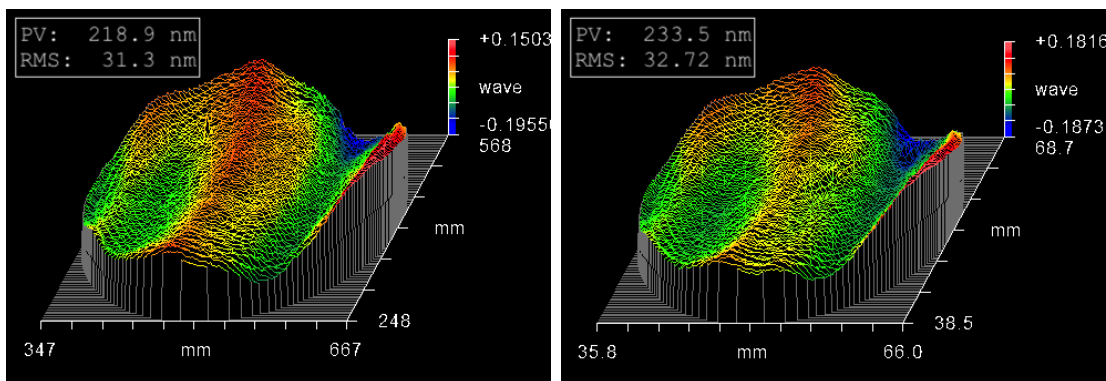 PV: 218.9 nm
RMS: 31.3 nm
+0.1503
wave
-0.19550
568
mm
248
347
mm
667
PV: 233.5 nm
RMS: 32.72 nm
+0.1816
wave
-0.1873
68.7
mm
38.5
35.8
mm
66.0